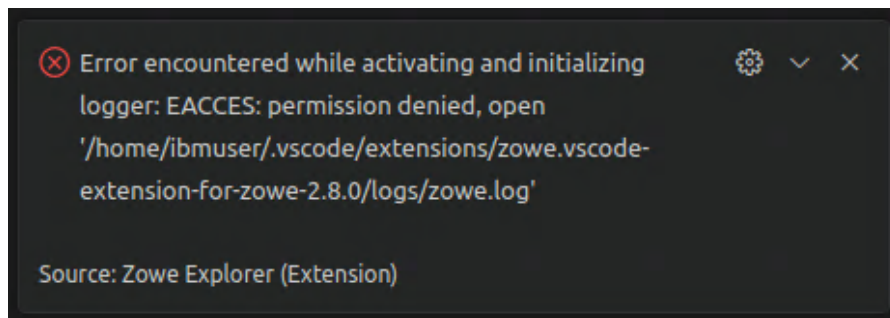 Error encountered while activating and initializing
logger: EACCES: permission denied, open
'/home/ibmuser/.vscode/extensions/zowe.vscode-
extension-for-zowe-2.8.0/logs/zowe.log'
Source: Zowe Explorer (Extension)